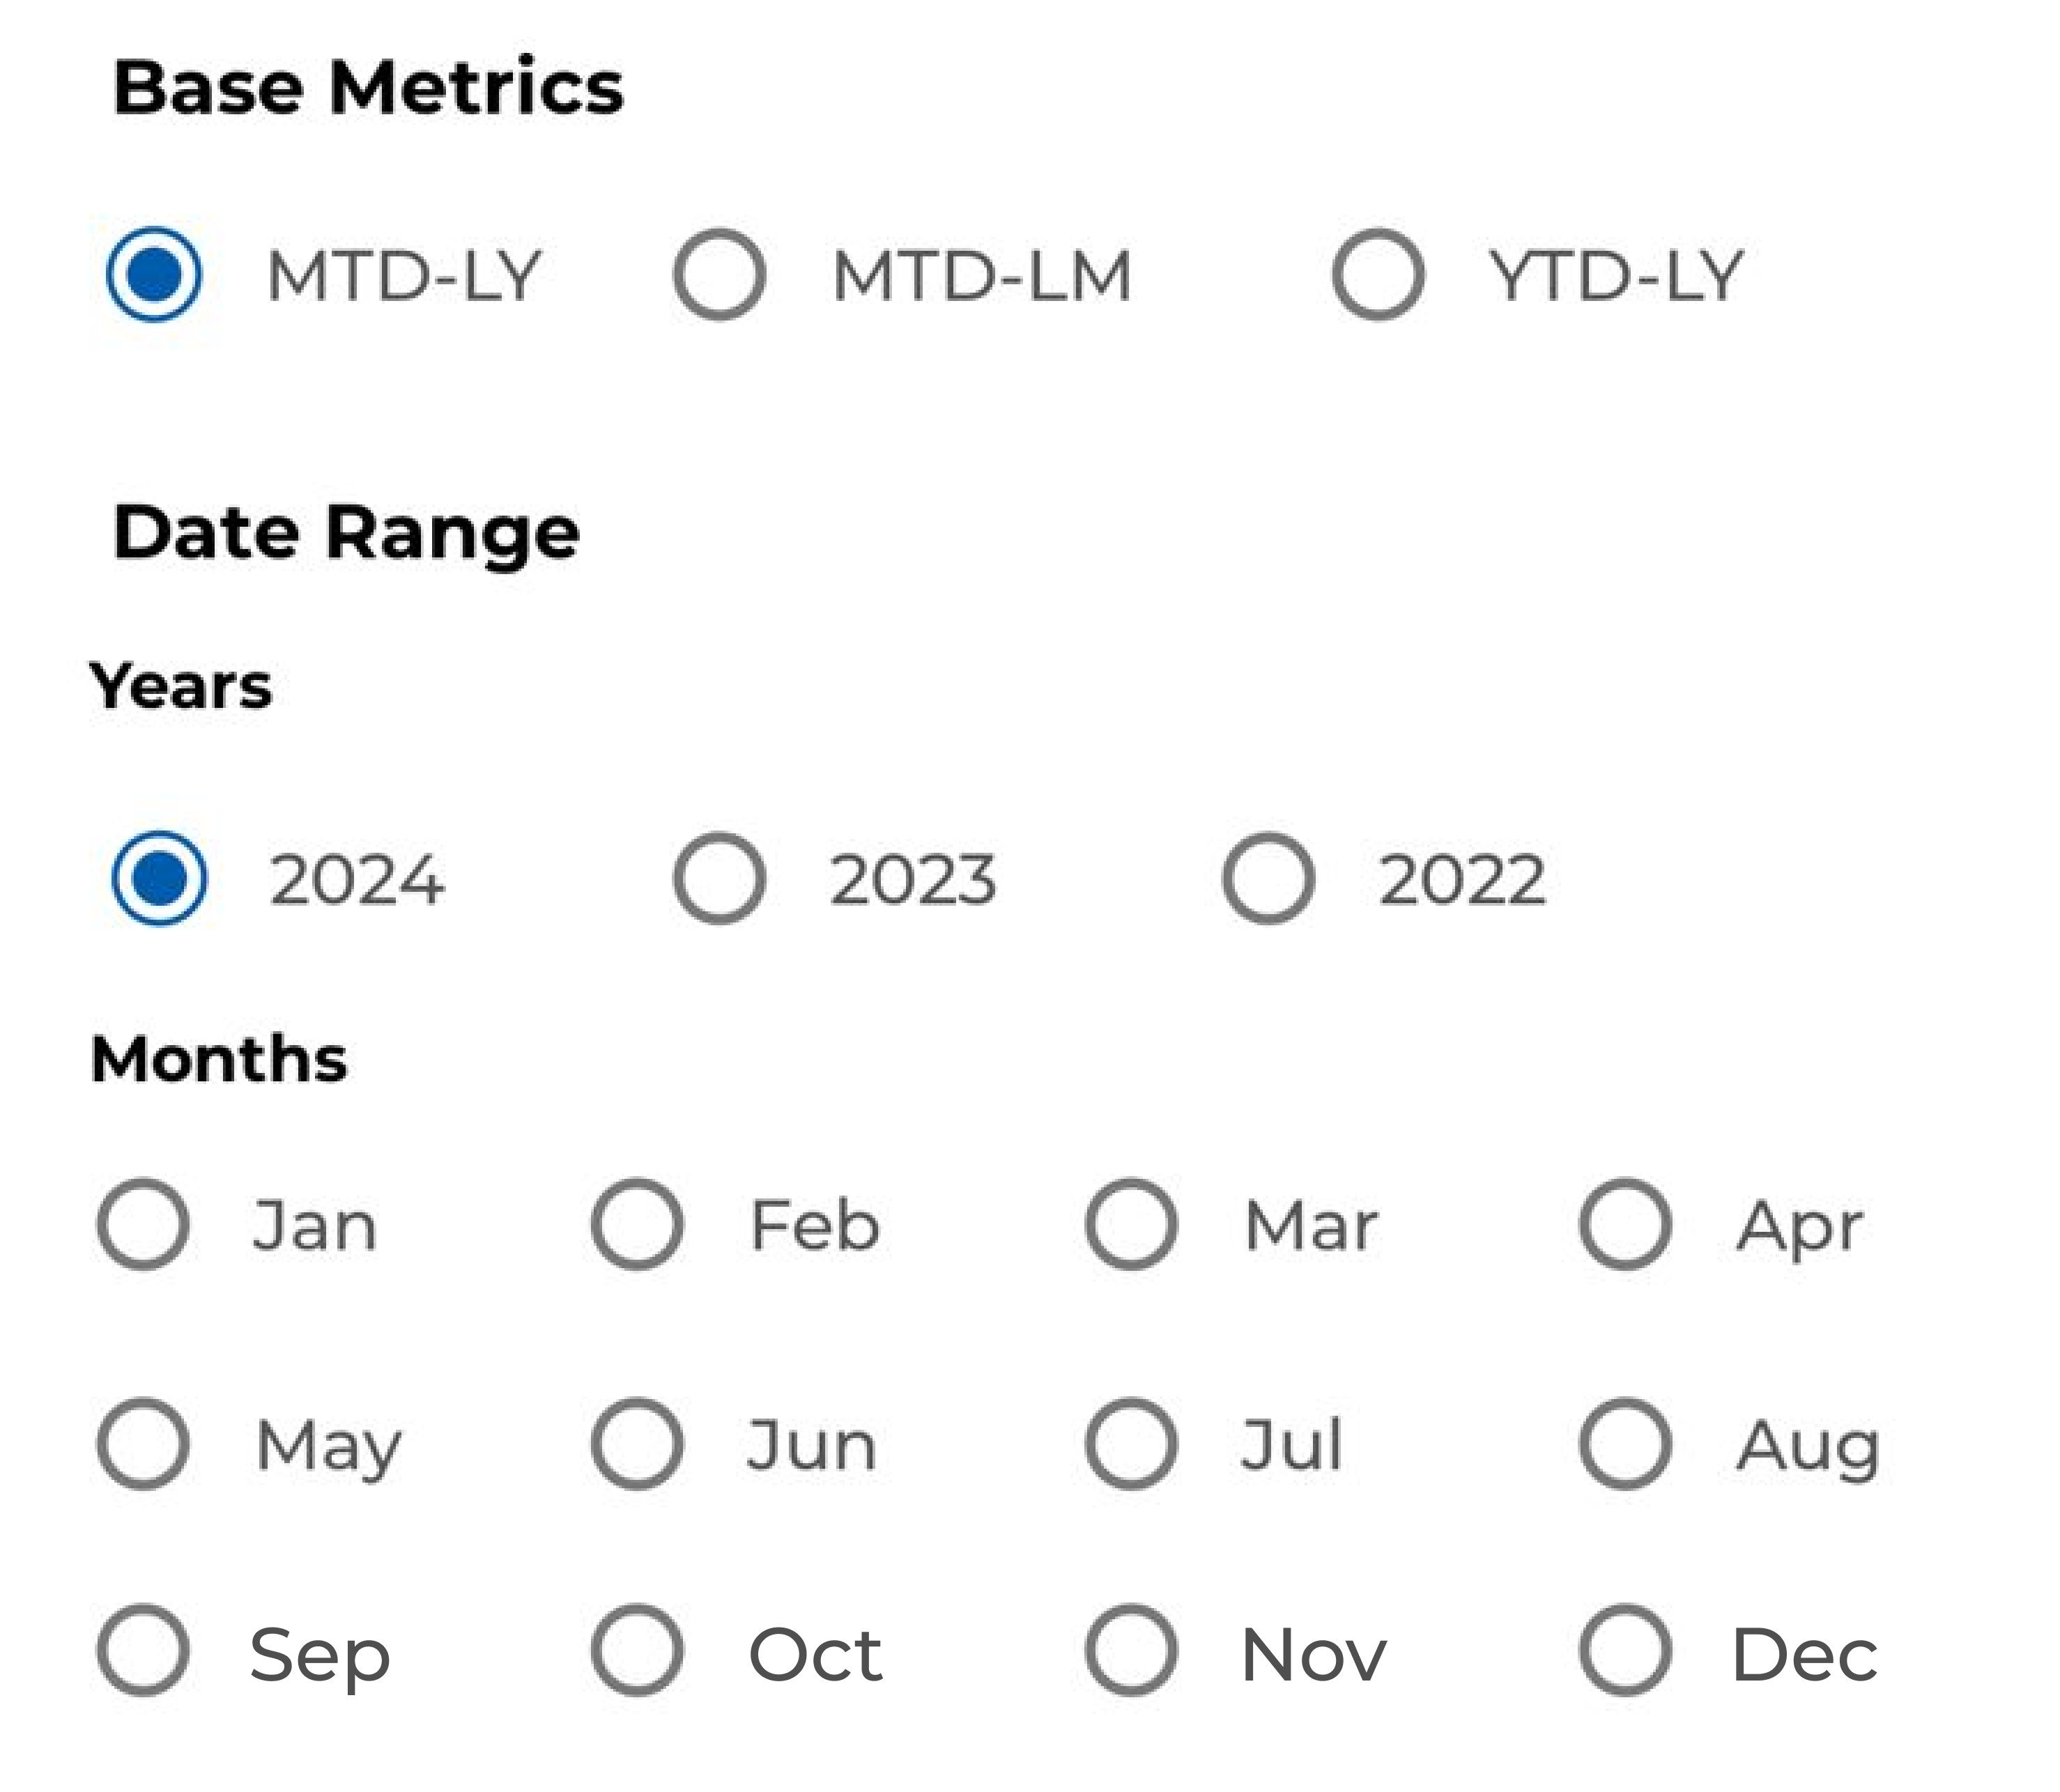 Base Metrics
MTD-LY MTD-LM YTD-LY
Date Range
Years
2024 2023 2022
Months
Jan Feb Mar Apr
May Jun Jul Aug
Sep Oct Nov Dec